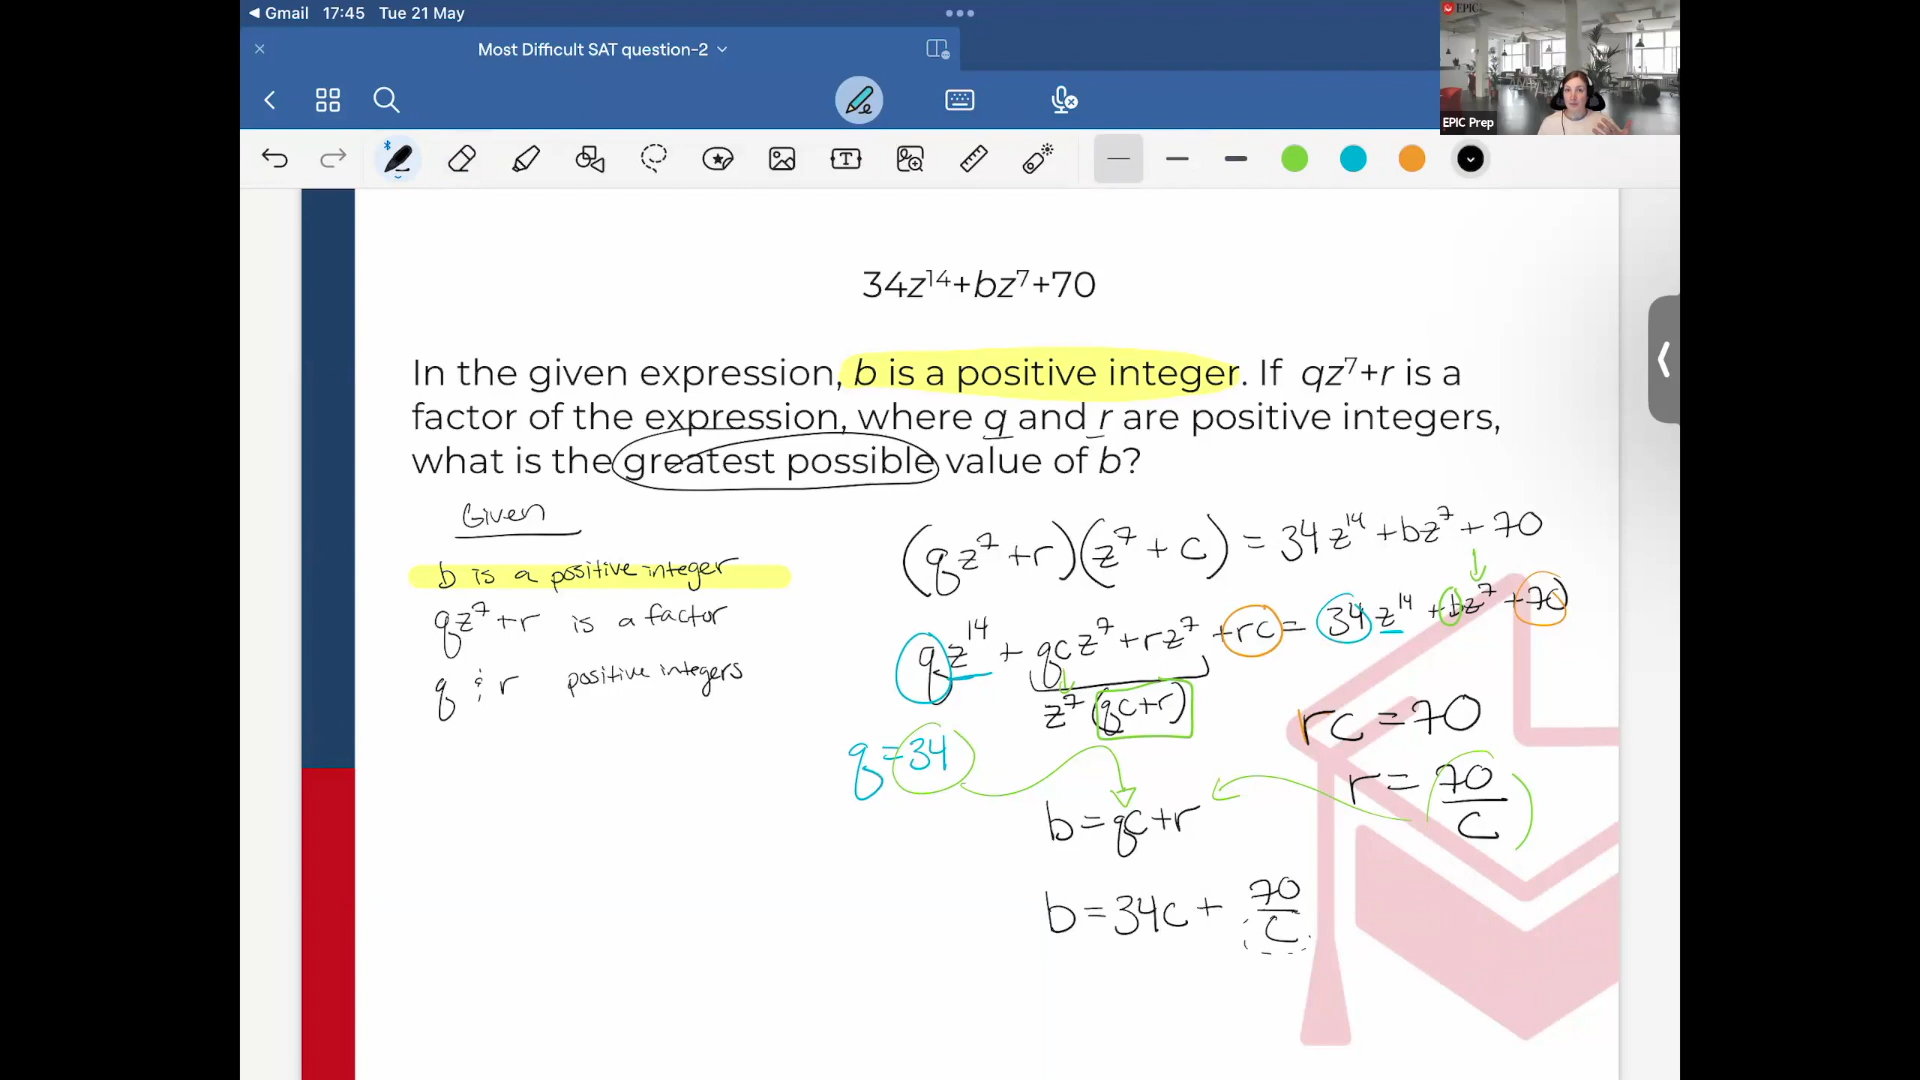 Gmail 17:45 Tue 21 May
Most Difficult SAT question-2
EPIC
EPIC Prep
T
34z¹⁴+bz⁷+70
In the given expression, b is a positive integer. If qz⁷+r is a
factor of the expression, where q and r are positive integers,
what is the greatest possible value of b?
Given
b is a positive integer
qz⁷+r is a factor
q & r positive integers
(qz⁷+r)(z⁷+c) = 34z¹⁴+bz⁷+70
qz¹⁴ + qcz⁷+rz⁷ +rc = 34z¹⁴ +bz⁷ +70
z⁷(qc+r)
q=34
rc=70
r=70/c
b=qc+r
b=34c+ 70/c